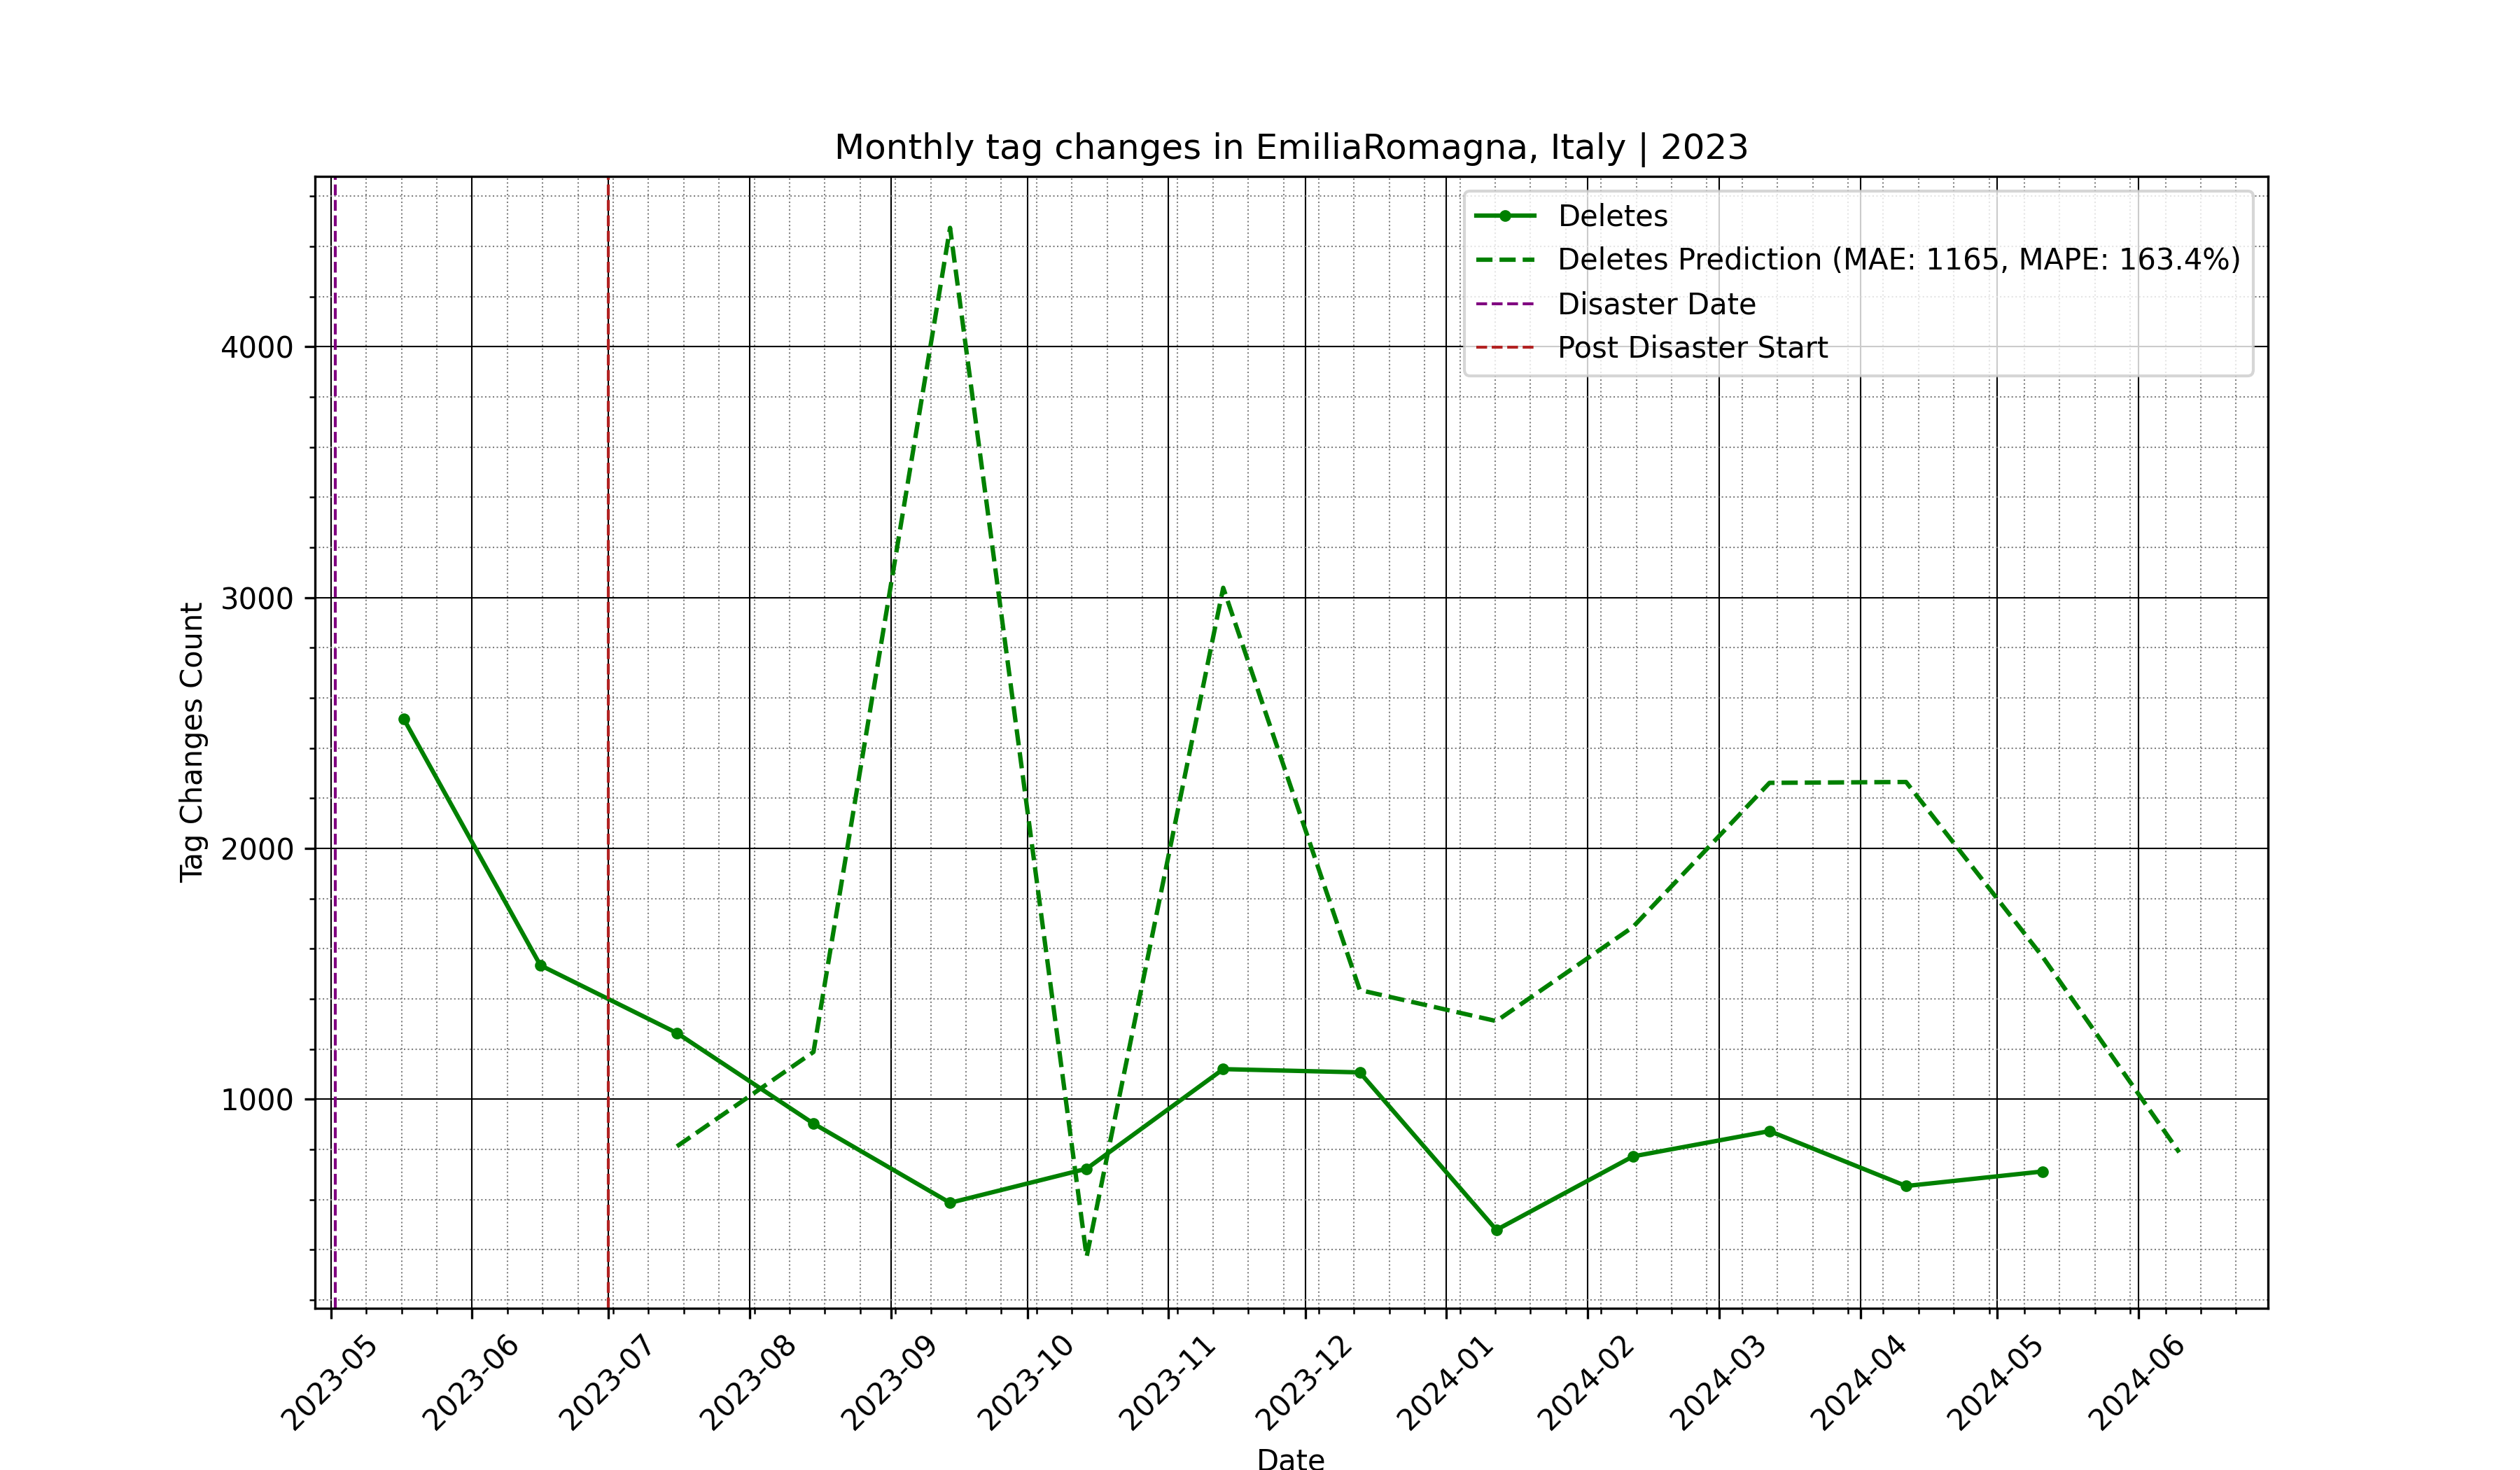 Monthly tag changes in EmiliaRomagna, Italy | 2023
Deletes
Deletes Prediction (MAE: 1165, MAPE: 163.4%)
Disaster Date
Post Disaster Start
Tag Changes Count
4000
3000
2000
1000
2023-05
2023-06
2023-07
2023-08
2023-09
2023-10
2023-11
2023-12
2024-01
2024-02
2024-03
2024-04
2024-05
2024-06
Date